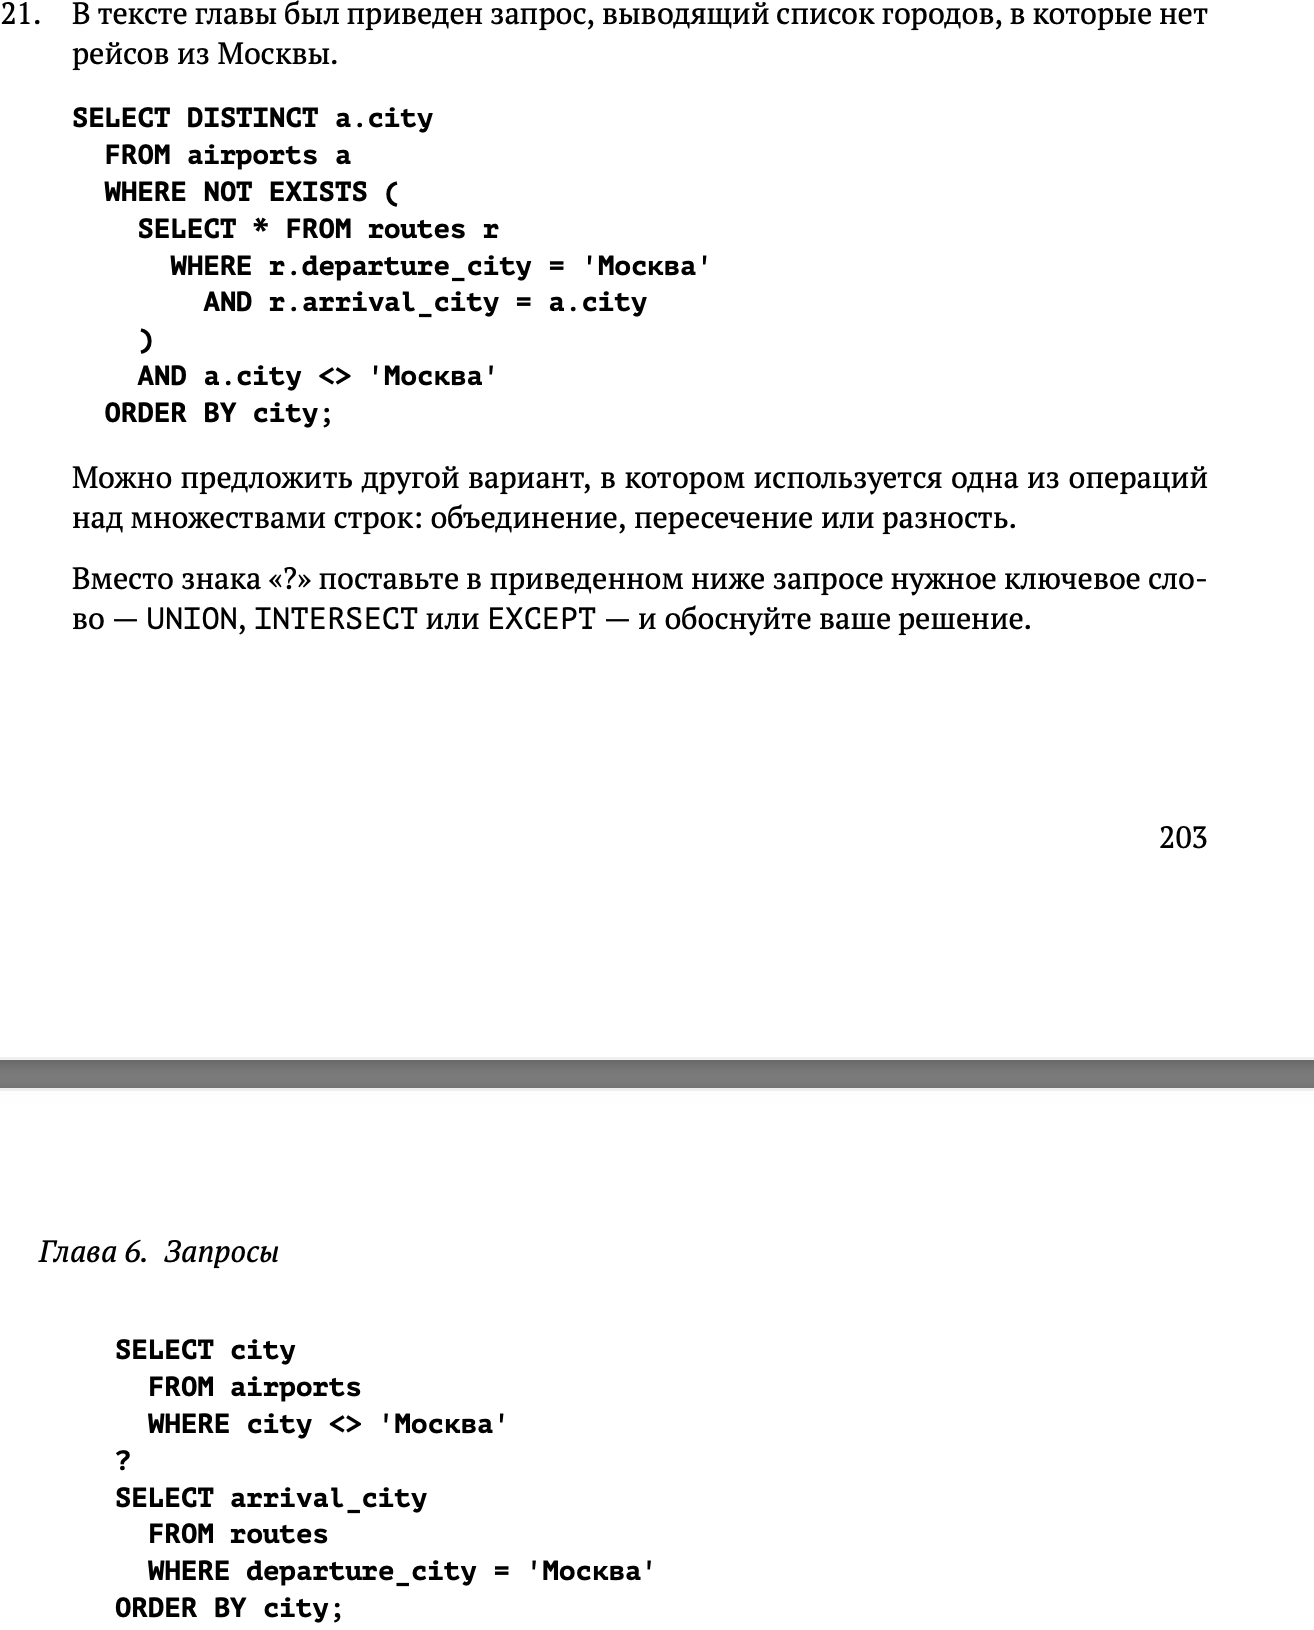 21. В тексте главы был приведен запрос, выводящий список городов, в которые нет
рейсов из Москвы.
SELECT DISTINCT a.city
FROM airports a
WHERE NOT EXISTS (
SELECT * FROM routes r
WHERE r.departure_city = 'Москва'
AND r.arrival_city = a.city
)
AND a.city <> 'Москва'
ORDER BY city;
Можно предложить другой вариант, в котором используется одна из операций
над множествами строк: объединение, пересечение или разность.
Вместо знака «?» поставьте в приведенном ниже запросе нужное ключевое сло-
во — UNION, INTERSECT или EXCEPT — и обоснуйте ваше решение.
203
Глава 6. Запросы
SELECT city
FROM airports
WHERE city <> 'Москва'
?
SELECT arrival_city
FROM routes
WHERE departure_city = 'Москва'
ORDER BY city;